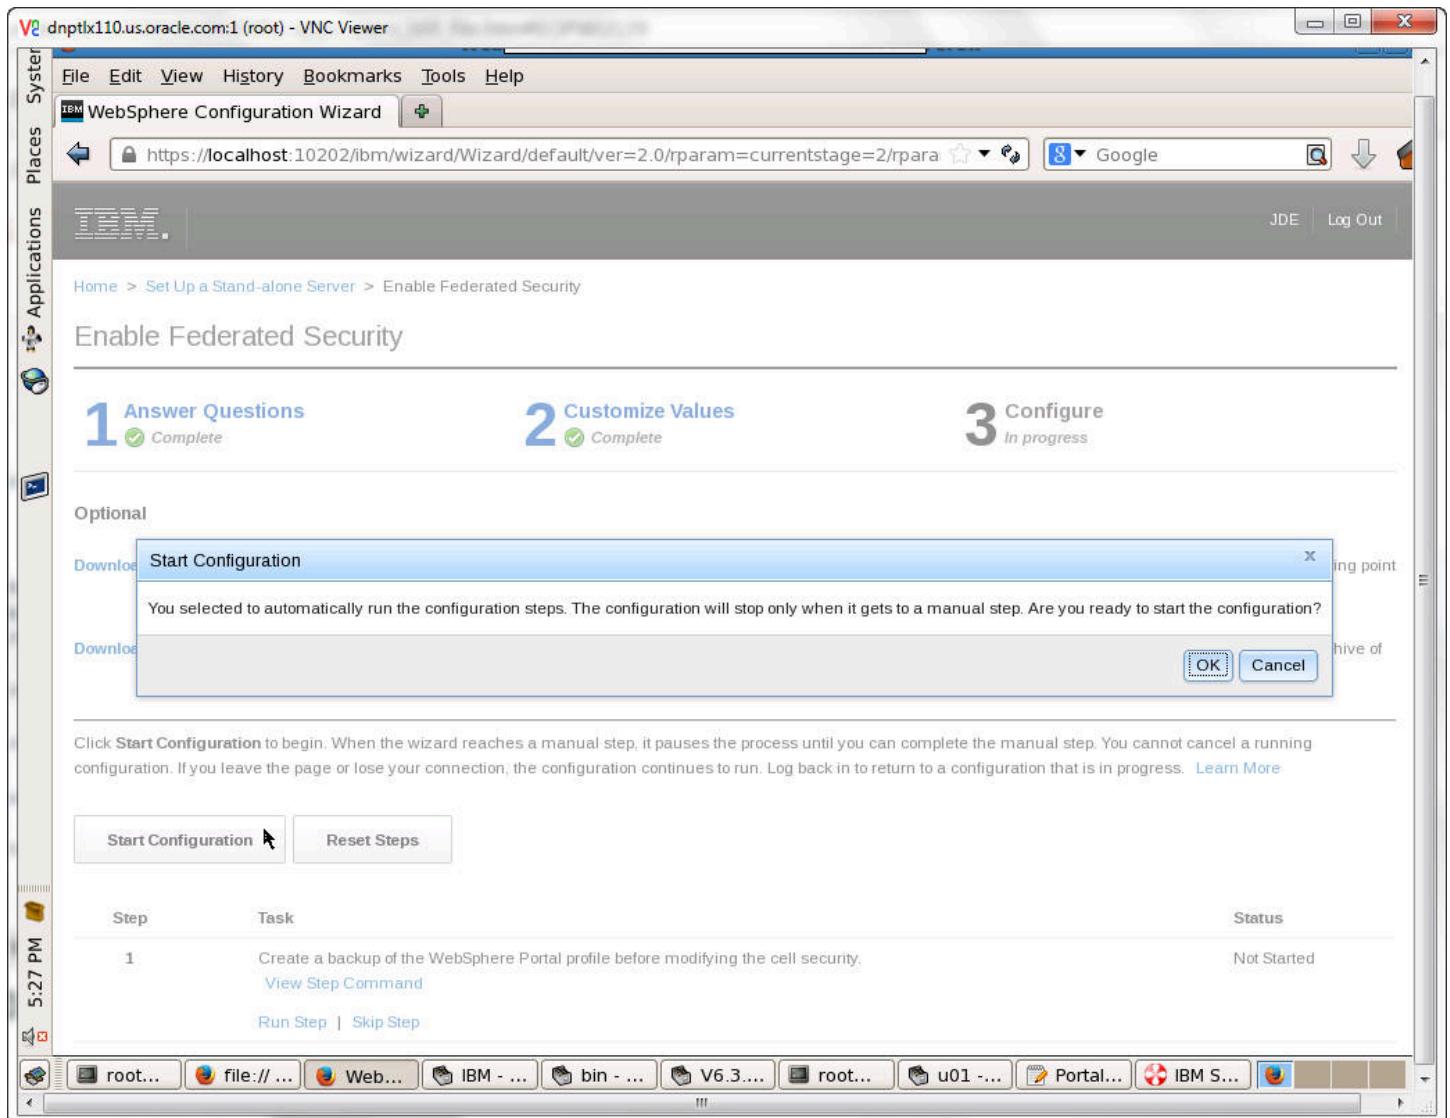 dnptlx110.us.oracle.com:1 (root) - VNC Viewer
File Edit View History Bookmarks Tools Help
WebSphere Configuration Wizard
https://localhost:10202/ibm/wizard/Wizard/default/ver=2.0/rparam=currentstage=2/rpara
Google
IBM.
JDE Log Out
Home > Set Up a Stand-alone Server > Enable Federated Security
Enable Federated Security
1 Answer Questions
Complete
2 Customize Values
Complete
3 Configure
In progress
Optional
Downloa
ing point
Start Configuration
You selected to automatically run the configuration steps. The configuration will stop only when it gets to a manual step. Are you ready to start the configuration?
Downloa
hive of
OK Cancel
Click Start Configuration to begin. When the wizard reaches a manual step, it pauses the process until you can complete the manual step. You cannot cancel a running
configuration. If you leave the page or lose your connection, the configuration continues to run. Log back in to return to a configuration that is in progress. Learn More
Start Configuration Reset Steps
Step Task Status
1 Create a backup of the WebSphere Portal profile before modifying the cell security. Not Started
View Step Command
Run Step | Skip Step
Applications Places Syster
5:27 PM
root... file:// ... Web... IBM - ... bin - ... V6.3.... root... u01 -... Portal... IBM S...